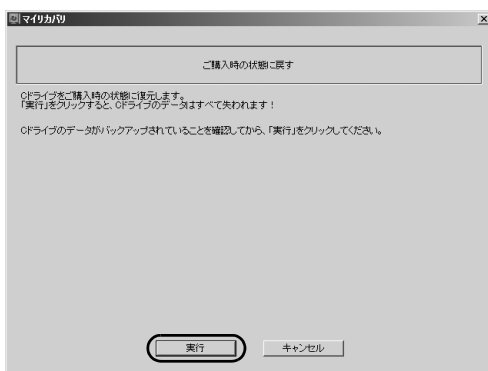 マイリカバリ
ご購入時の状態に戻す
Cドライブをご購入時の状態に復元します。
「実行」をクリックすると、Cドライブのデータはすべて失われます！
Cドライブのデータがバックアップされていることを確認してから、「実行」をクリックしてください。
実行
キャンセル